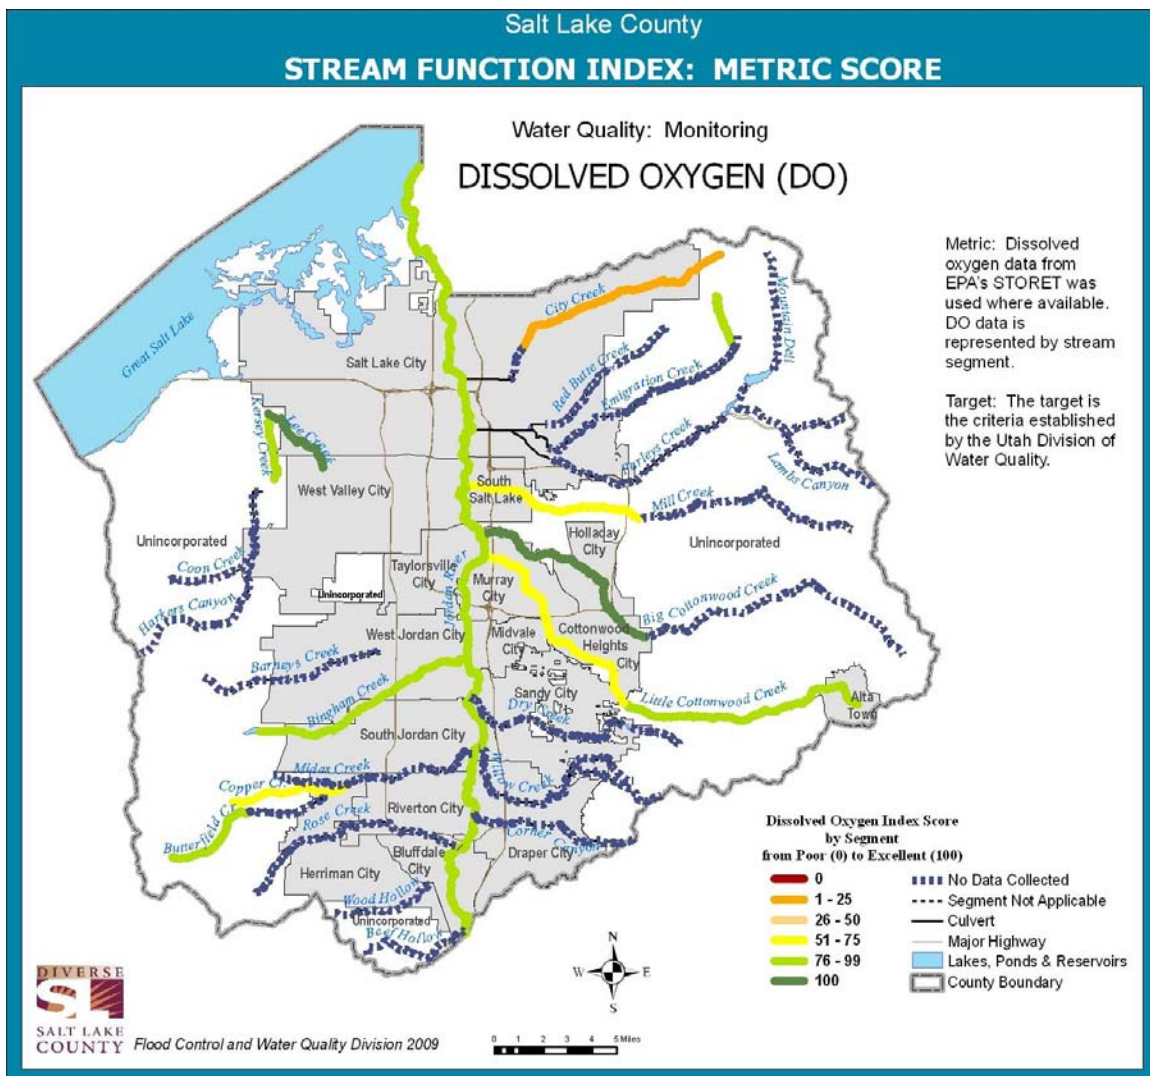 Salt Lake County
STREAM FUNCTION INDEX: METRIC SCORE
Water Quality: Monitoring
DISSOLVED OXYGEN (DO)
Metric: Dissolved
oxygen data from
EPA's STORET was
used where available.
DO data is
represented by stream
segment.
Target: The target is
the criteria established
by the Utah Division of
Water Quality.
Great Salt Lake
City Creek
Mountain Dell
Salt Lake City
Red Butte Creek
Emigration Creek
Kersey Creek
Lee Creek
Parleys Creek
Lambs Canyon
West Valley City
South
Salt Lake
Mill Creek
Unincorporated
Holladay
City
Unincorporated
Coon Creek
Taylorsville
City
Jordan River
Murray
City
Unincorporated
Harkers Canyon
Big Cottonwood Creek
West Jordan City
Midvale
City
Cottonwood
Heights
City
Barneys Creek
Bingham Creek
Sandy City
Little Cottonwood Creek
Alta
Town
Dry Creek
South Jordan City
Midas Creek
Willow Creek
Copper Cr.
Butterfield Cr.
Rose Creek
Riverton City
Corner Canyon
Bluffdale
City
Draper City
Herriman City
Wood Hollow
Unincorporated
Beef Hollow
Dissolved Oxygen Index Score
by Segment
from Poor (0) to Excellent (100)
0
1 - 25
26 - 50
51 - 75
76 - 99
100
No Data Collected
Segment Not Applicable
Culvert
Major Highway
Lakes, Ponds & Reservoirs
County Boundary
N
W E
S
DIVERSE
SL
SALT LAKE
COUNTY
Flood Control and Water Quality Division 2009
0 1 2 3 4 5 Miles